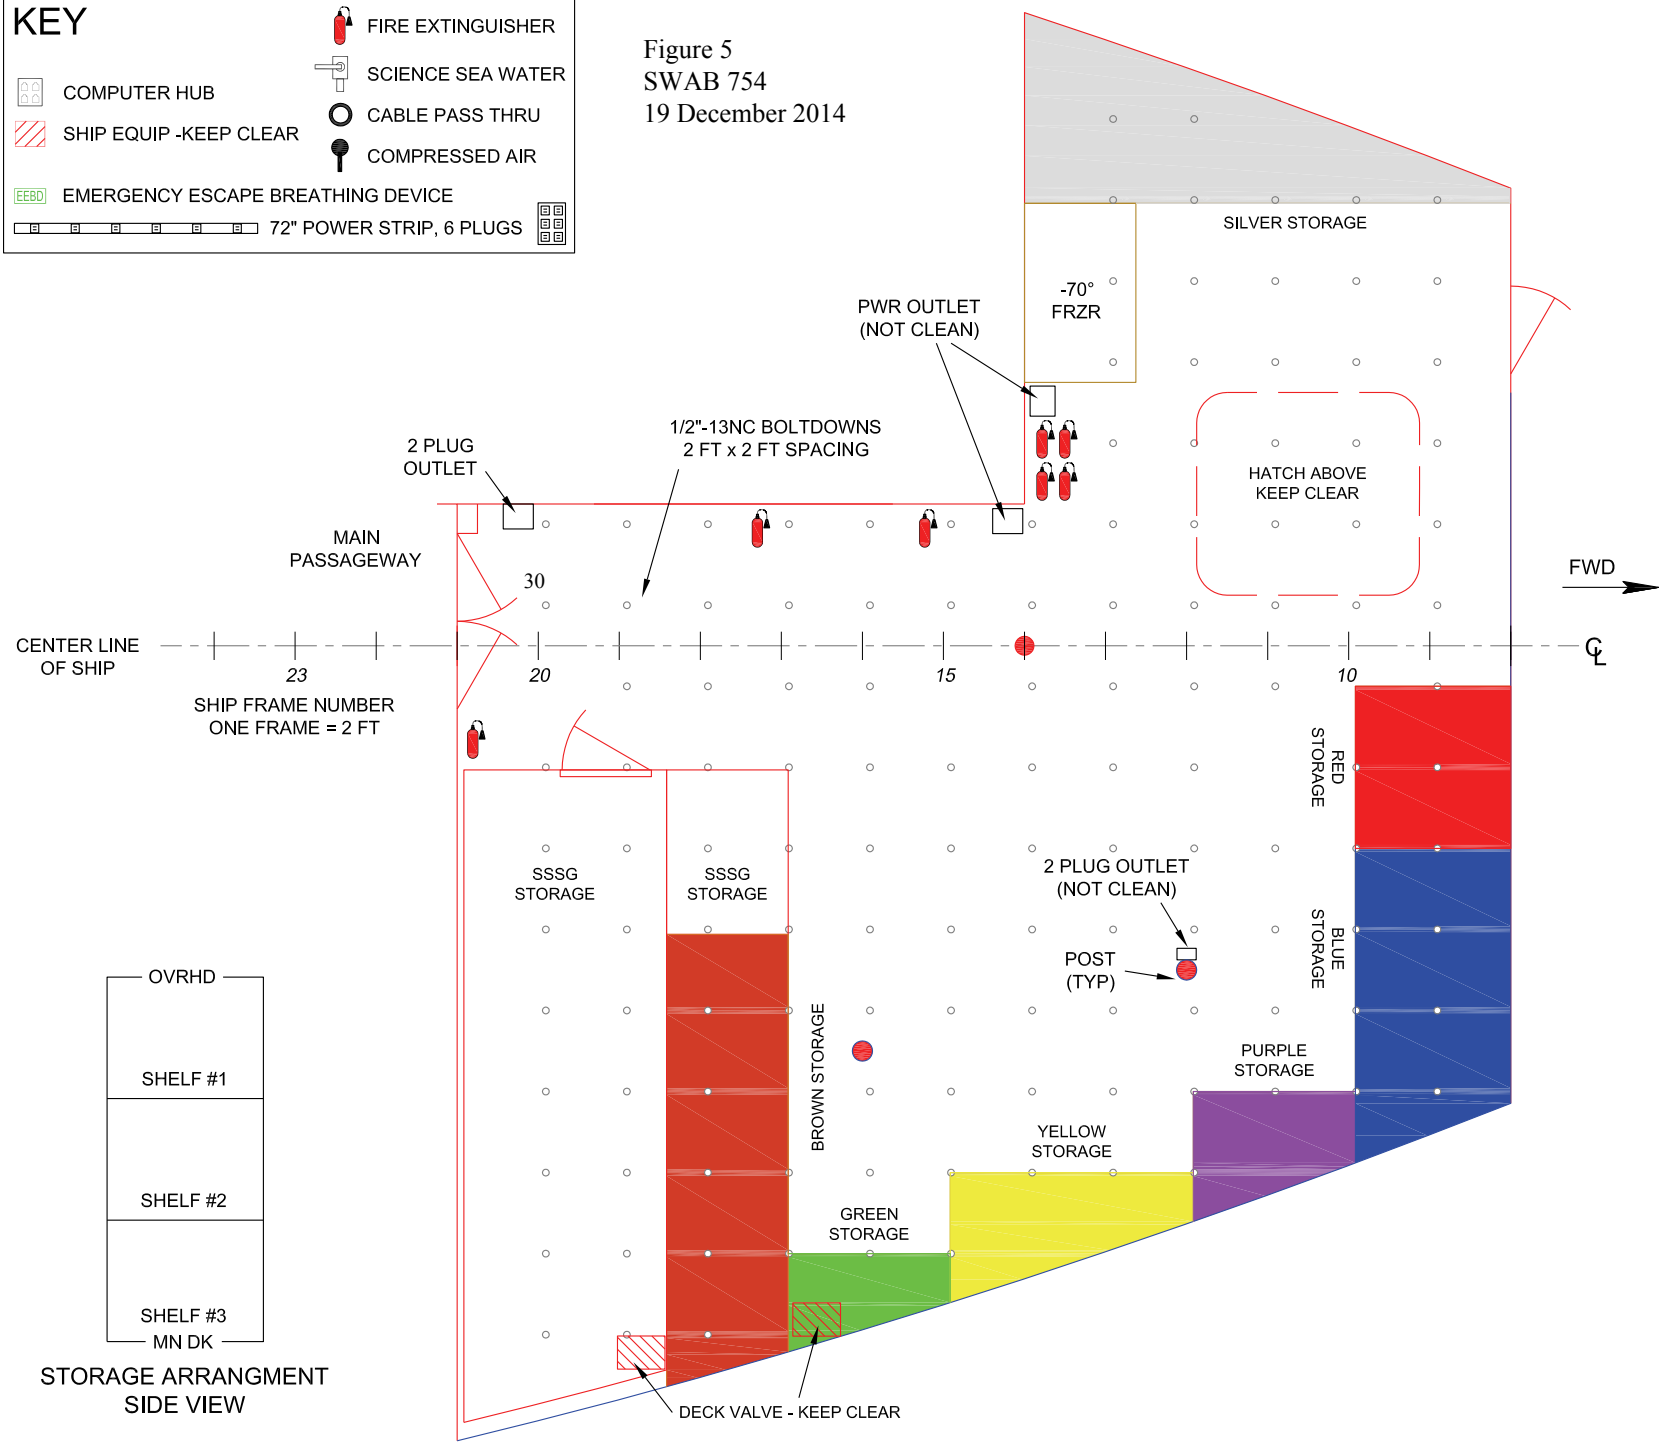 KEY
FIRE EXTINGUISHER
SCIENCE SEA WATER
COMPUTER HUB
CABLE PASS THRU
SHIP EQUIP -KEEP CLEAR
COMPRESSED AIR
EEBD
EMERGENCY ESCAPE BREATHING DEVICE
72" POWER STRIP, 6 PLUGS
Figure 5
SWAB 754
19 December 2014
SILVER STORAGE
-70°
FRZR
PWR OUTLET
(NOT CLEAN)
1/2"-13NC BOLTDOWNS
2 FT x 2 FT SPACING
2 PLUG
OUTLET
HATCH ABOVE
KEEP CLEAR
MAIN
PASSAGEWAY
30
FWD
CENTER LINE
OF SHIP
23
20
15
10
CL
SHIP FRAME NUMBER
ONE FRAME = 2 FT
RED
STORAGE
SSSG
STORAGE
SSSG
STORAGE
2 PLUG OUTLET
(NOT CLEAN)
BLUE
STORAGE
POST
(TYP)
BROWN STORAGE
PURPLE
STORAGE
YELLOW
STORAGE
GREEN
STORAGE
OVRHD
SHELF #1
SHELF #2
SHELF #3
MN DK
STORAGE ARRANGMENT
SIDE VIEW
DECK VALVE - KEEP CLEAR